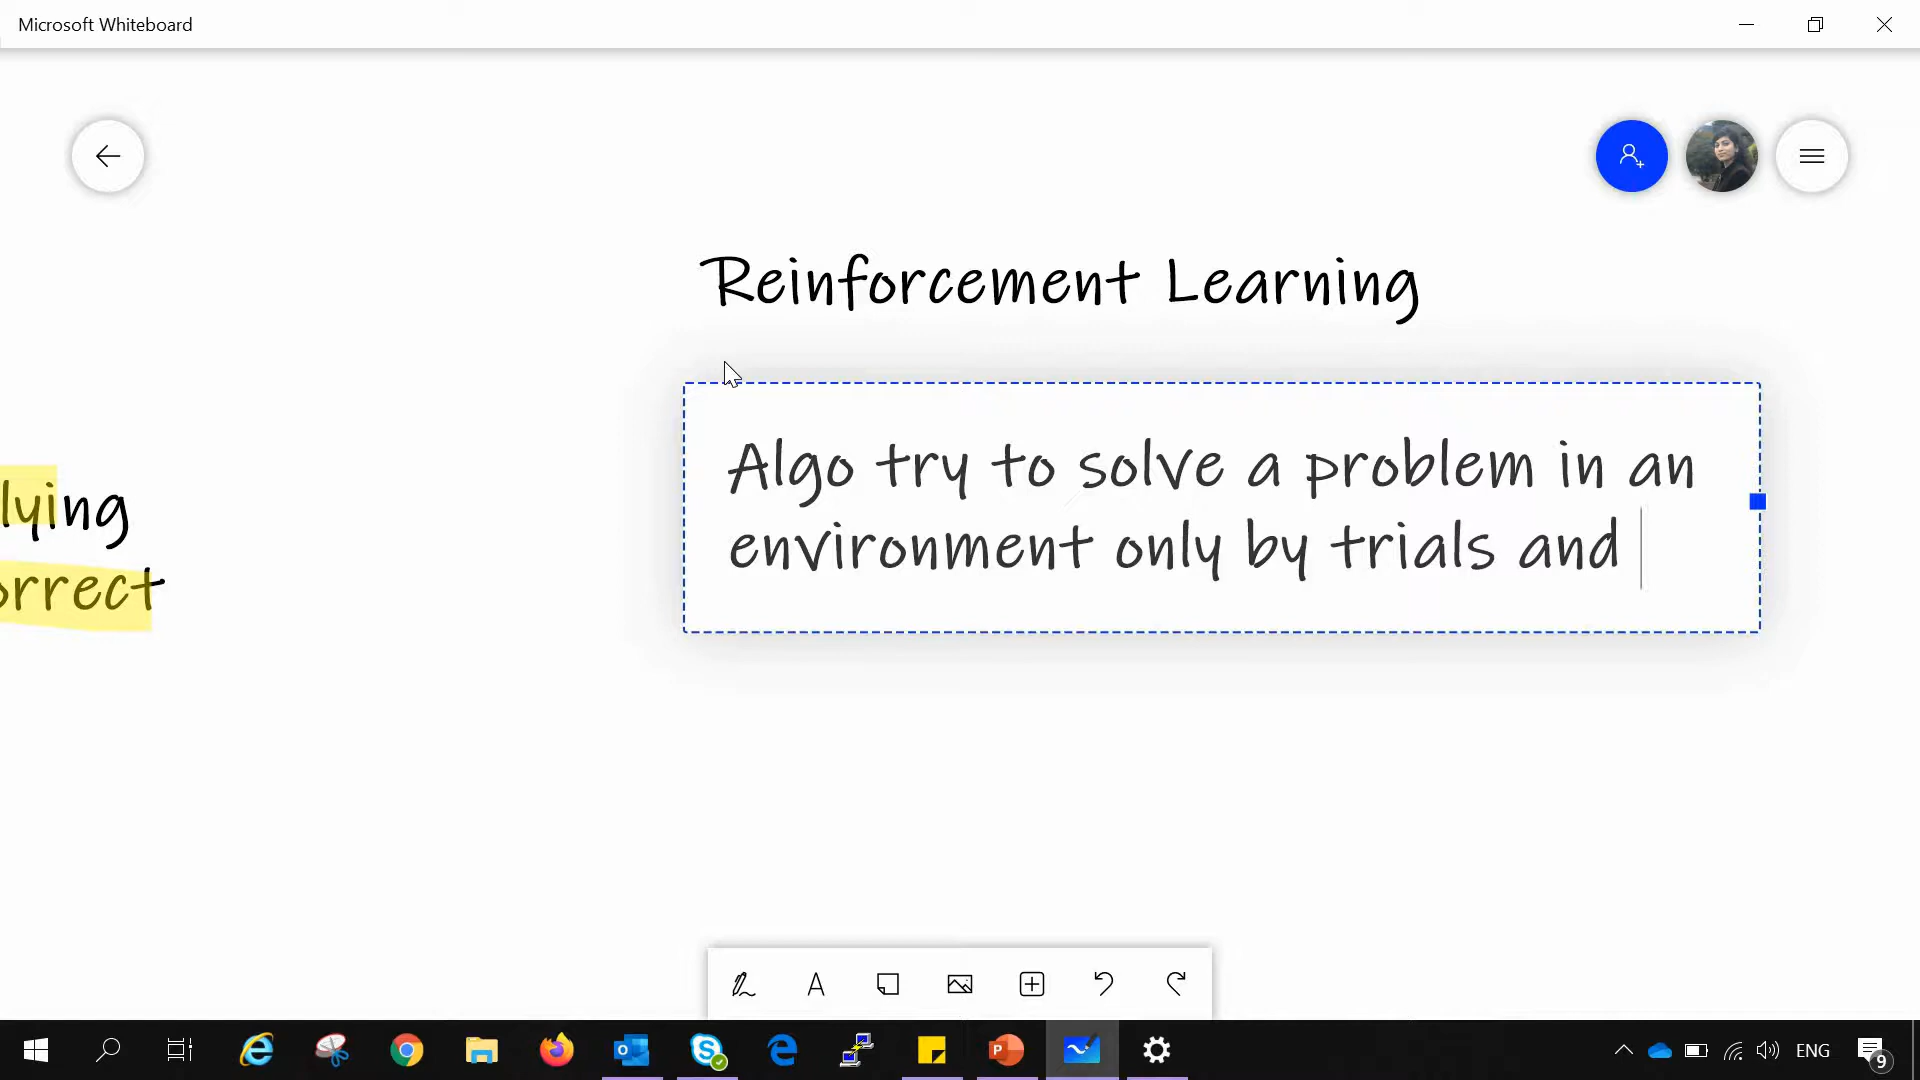 Microsoft Whiteboard
Reinforcement Learning
Algo try to solve a problem in an
environment only by trials and
lying
orrect
ENG
9